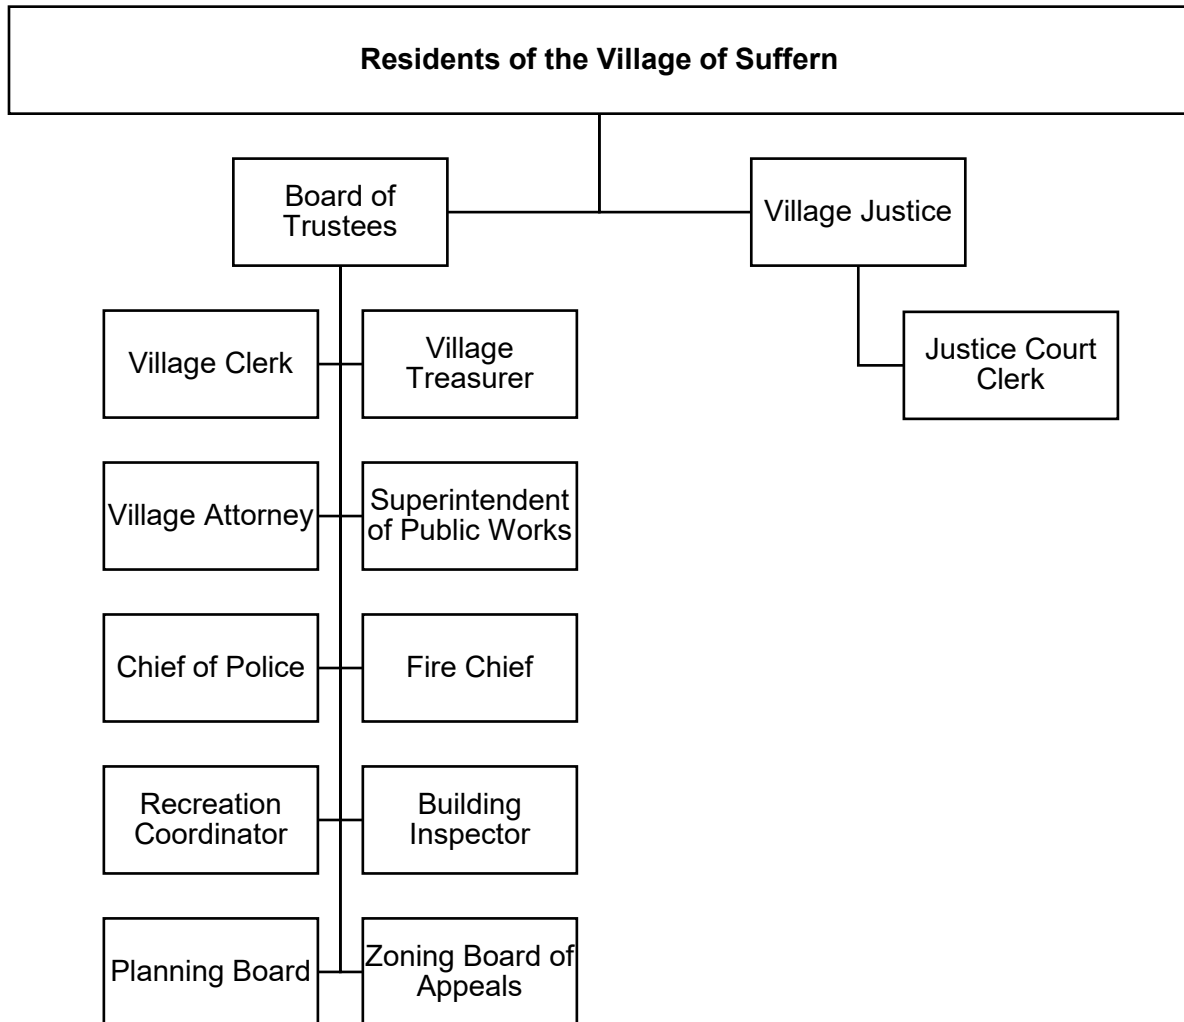 Residents of the Village of Suffern
Board of
Trustees
Village Justice
Village Clerk
Village
Treasurer
Justice Court
Clerk
Village Attorney
Superintendent
of Public Works
Chief of Police
Fire Chief
Recreation
Coordinator
Building
Inspector
Planning Board
Zoning Board of
Appeals